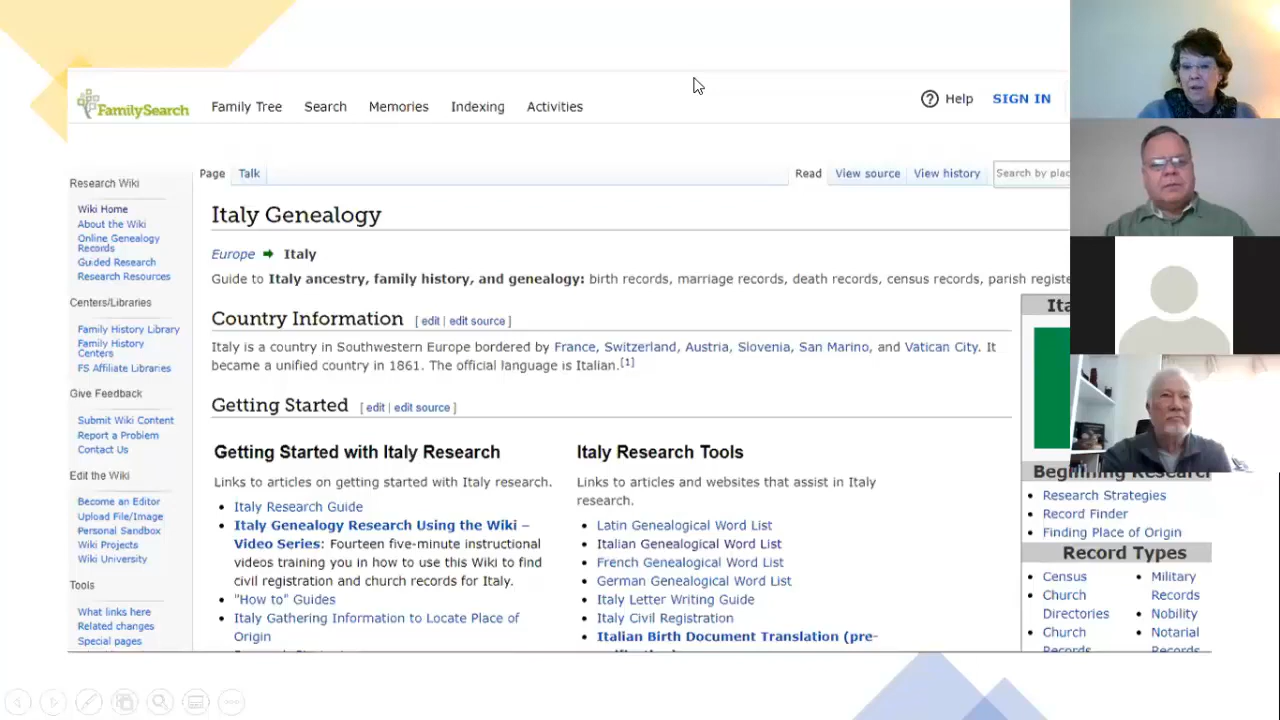 FamilySearch
Family Tree
Search
Memories
Indexing
Activities
Help
SIGN IN
Research Wiki
Wiki Home
About the Wiki
Online Genealogy
Records
Guided Research
Research Resources
Centers/Libraries
Family History Library
Family History
Centers
FS Affiliate Libraries
Give Feedback
Submit Wiki Content
Report a Problem
Contact Us
Edit the Wiki
Become an Editor
Upload File/Image
Personal Sandbox
Wiki Projects
Wiki University
Tools
What links here
Related changes
Special pages
Page
Talk
Read
View source
View history
Search by plac
Italy Genealogy
Europe Italy
Guide to Italy ancestry, family history, and genealogy: birth records, marriage records, death records, census records, parish registe
Country Information [ edit | edit source ]
Italy is a country in Southwestern Europe bordered by France, Switzerland, Austria, Slovenia, San Marino, and Vatican City. It
became a unified country in 1861. The official language is Italian.[1]
Getting Started [ edit | edit source ]
Getting Started with Italy Research
Links to articles on getting started with Italy research.
• Italy Research Guide
• Italy Genealogy Research Using the Wiki –
Video Series: Fourteen five-minute instructional
videos training you in how to use this Wiki to find
civil registration and church records for Italy.
• "How to" Guides
• Italy Gathering Information to Locate Place of
Origin
Italy Research Tools
Links to articles and websites that assist in Italy
research.
• Latin Genealogical Word List
• Italian Genealogical Word List
• French Genealogical Word List
• German Genealogical Word List
• Italy Letter Writing Guide
• Italy Civil Registration
• Italian Birth Document Translation (pre-
Ita
Beginning Research
• Research Strategies
• Record Finder
• Finding Place of Origin
Record Types
• Census
• Church
Directories
• Church
Records
• Military
Records
• Nobility
• Notarial
Records